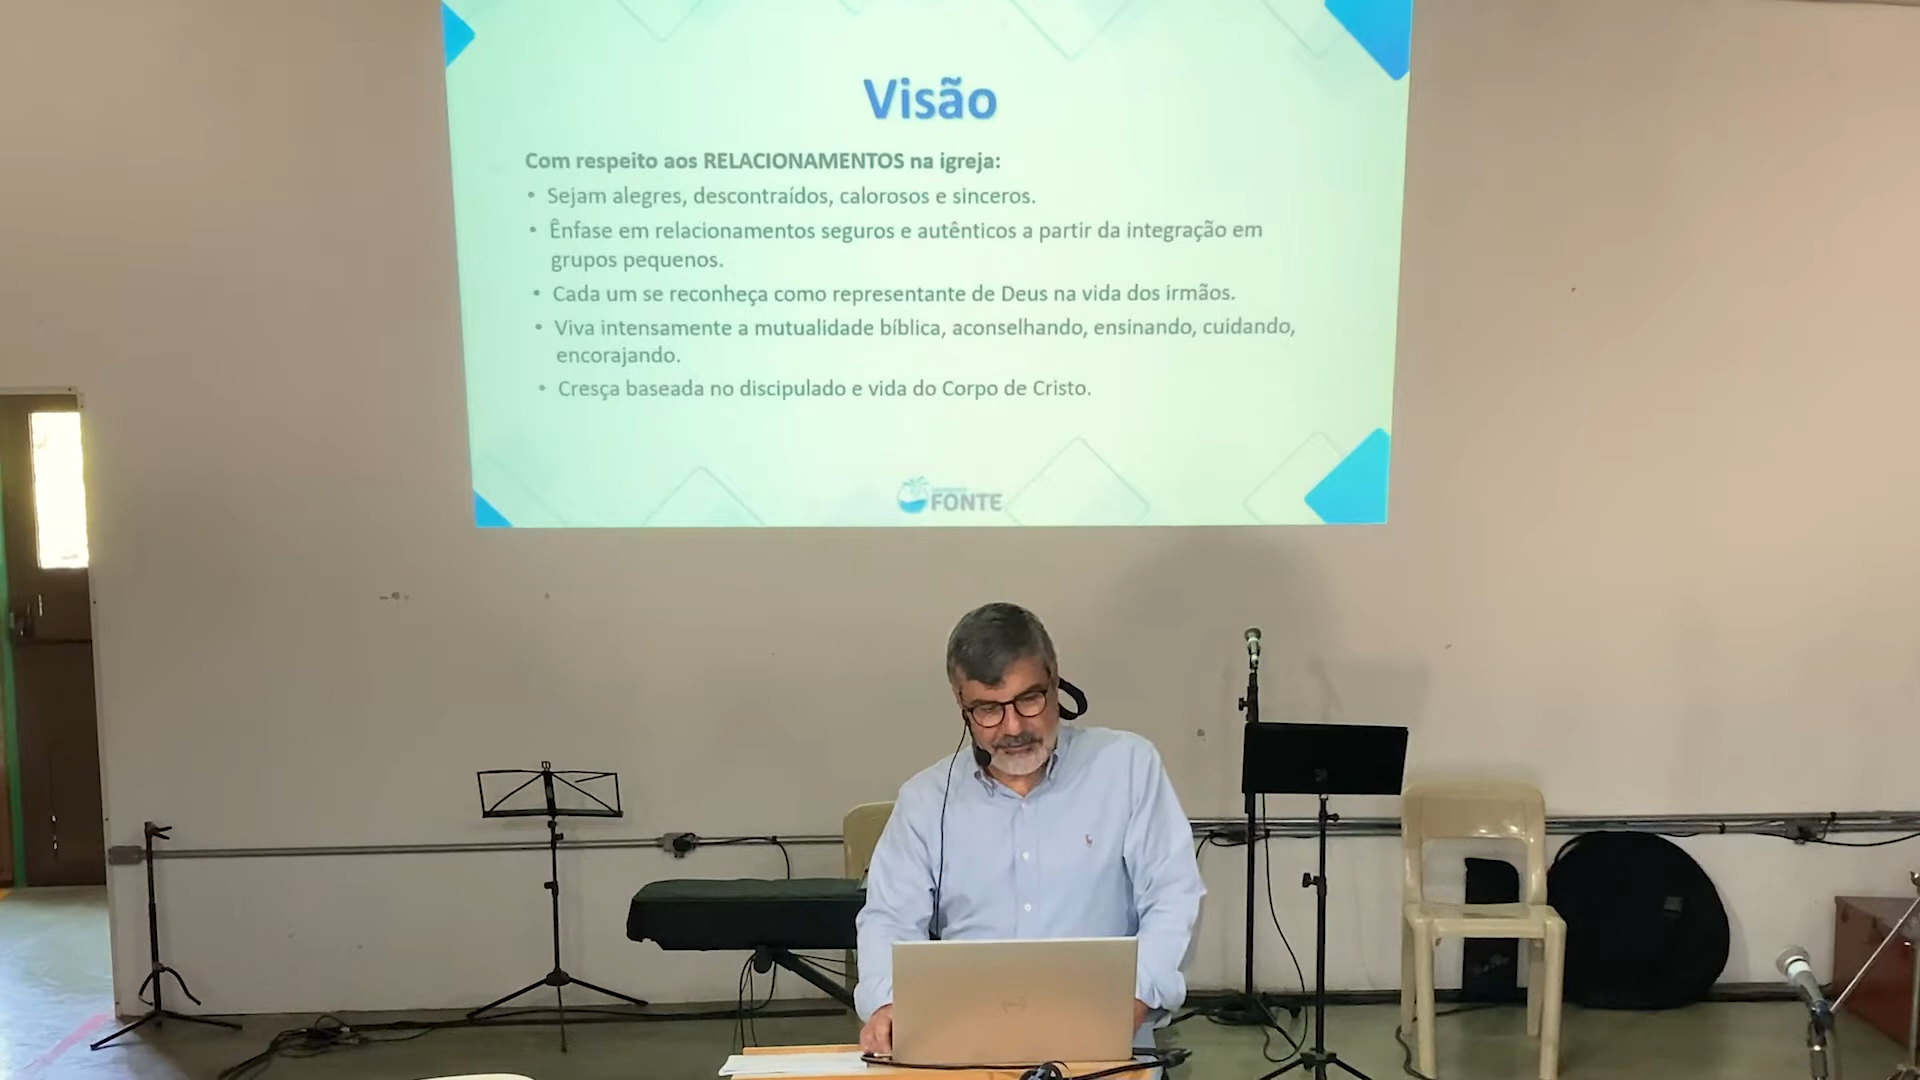 Visão
Com respeito aos RELACIONAMENTOS na igreja:
• Sejam alegres, descontraídos, calorosos e sinceros.
• Ênfase em relacionamentos seguros e autênticos a partir da integração em
grupos pequenos.
• Cada um se reconheça como representante de Deus na vida dos irmãos.
• Viva intensamente a mutualidade bíblica, aconselhando, ensinando, cuidando,
encorajando.
• Cresça baseada no discipulado e vida do Corpo de Cristo.
FONTE